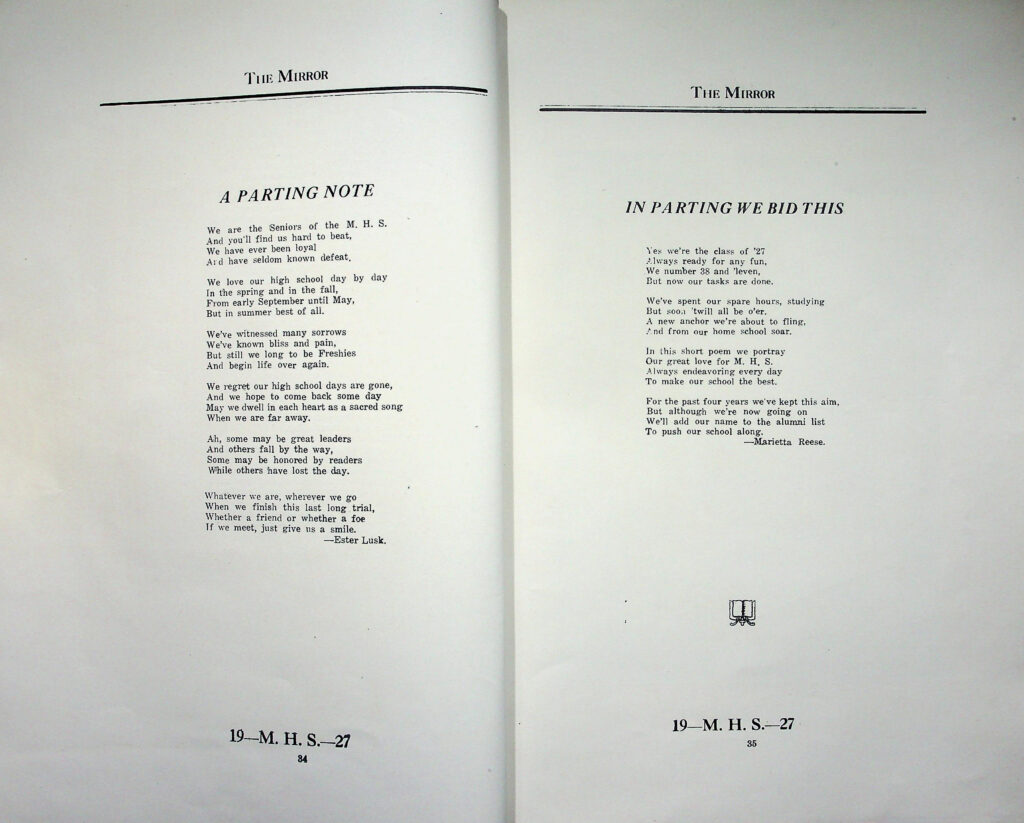 THE MIRROR
A PARTING NOTE
We are the Seniors of the M. H. S.
And you'll find us hard to beat,
We have ever been loyal
And have seldom known defeat.
We love our high school day by day
In the spring and in the fall,
From early September until May,
But in summer best of all.
We've witnessed many sorrows
We've known bliss and pain,
But still we long to be Freshies
And begin life over again.
We regret our high school days are gone,
And we hope to come back some day
May we dwell in each heart as a sacred song
When we are far away.
Ah, some may be great leaders
And others fall by the way,
Some may be honored by readers
While others have lost the day.
Whatever we are, wherever we go
When we finish this last long trial,
Whether a friend or whether a foe
If we meet, just give us a smile.
—Ester Lusk.
19—M. H. S.—27
34
THE MIRROR
IN PARTING WE BID THIS
Yes we're the class of '27
Always ready for any fun,
We number 38 and 'leven,
But now our tasks are done.
We've spent our spare hours, studying
But soon 'twill all be o'er.
A new anchor we're about to fling,
And from our home school soar.
In this short poem we portray
Our great love for M. H. S.
Always endeavoring every day
To make our school the best.
For the past four years we've kept this aim,
But although we're now going on
We'll add our name to the alumni list
To push our school along.
—Marietta Reese.
19—M. H. S.—27
35